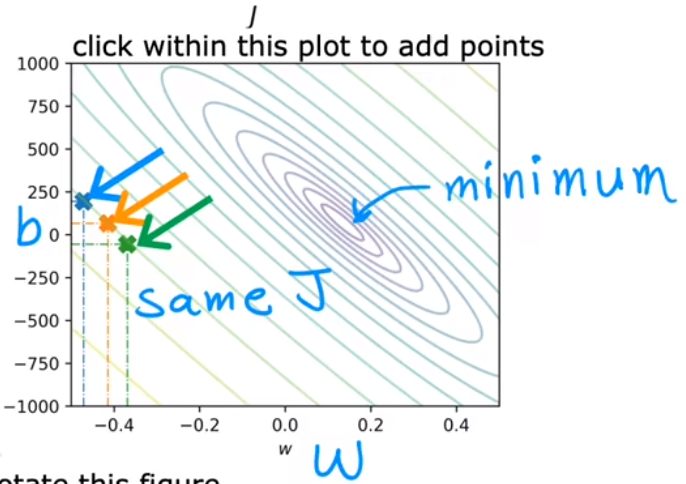 J
click within this plot to add points
1000
750
500
250
0
−250
−500
−750
−1000
b
minimum
same J
−0.4 −0.2 0.0 0.2 0.4
w
W
otate this figure